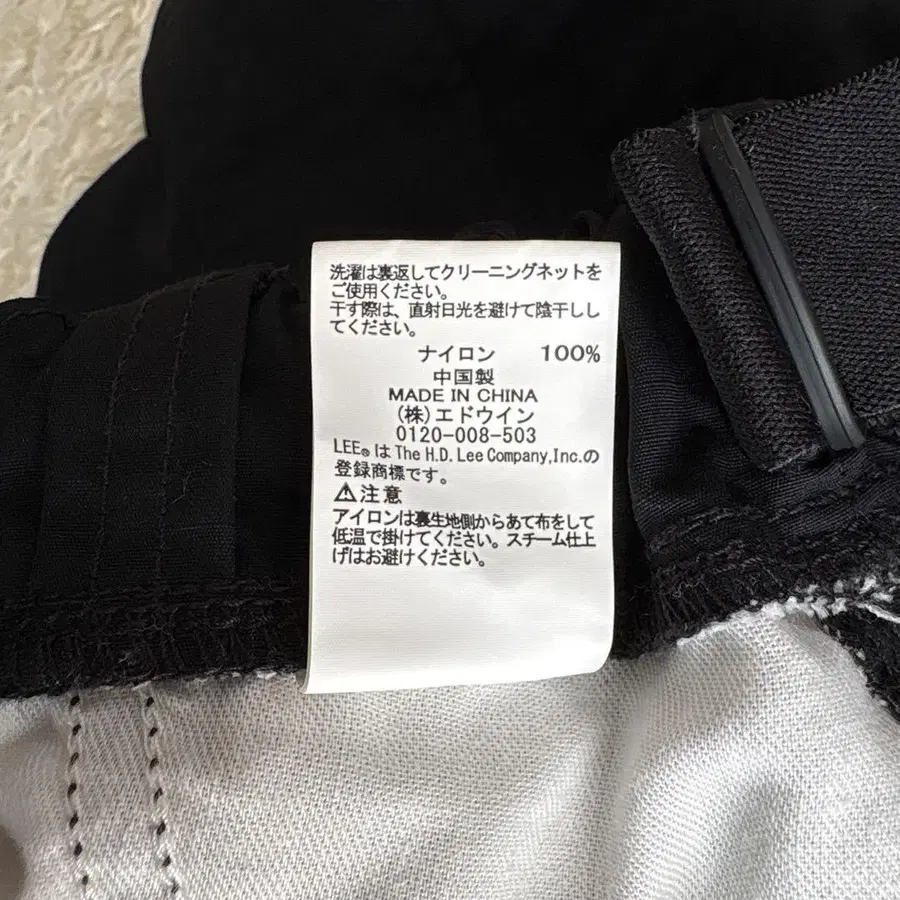 洗濯は裏返してクリーニングネットを
ご使用ください。
干す際は、直射日光を避けて陰干しし
てください。
ナイロン 100%
中国製
MADE IN CHINA
(株)エドウイン
0120-008-503
LEE® は The H.D. Lee Company,Inc.の
登録商標です。
⚠注意
アイロンは裏生地側からあて布をして
低温で掛けてください。スチーム仕上
げはお避けください。